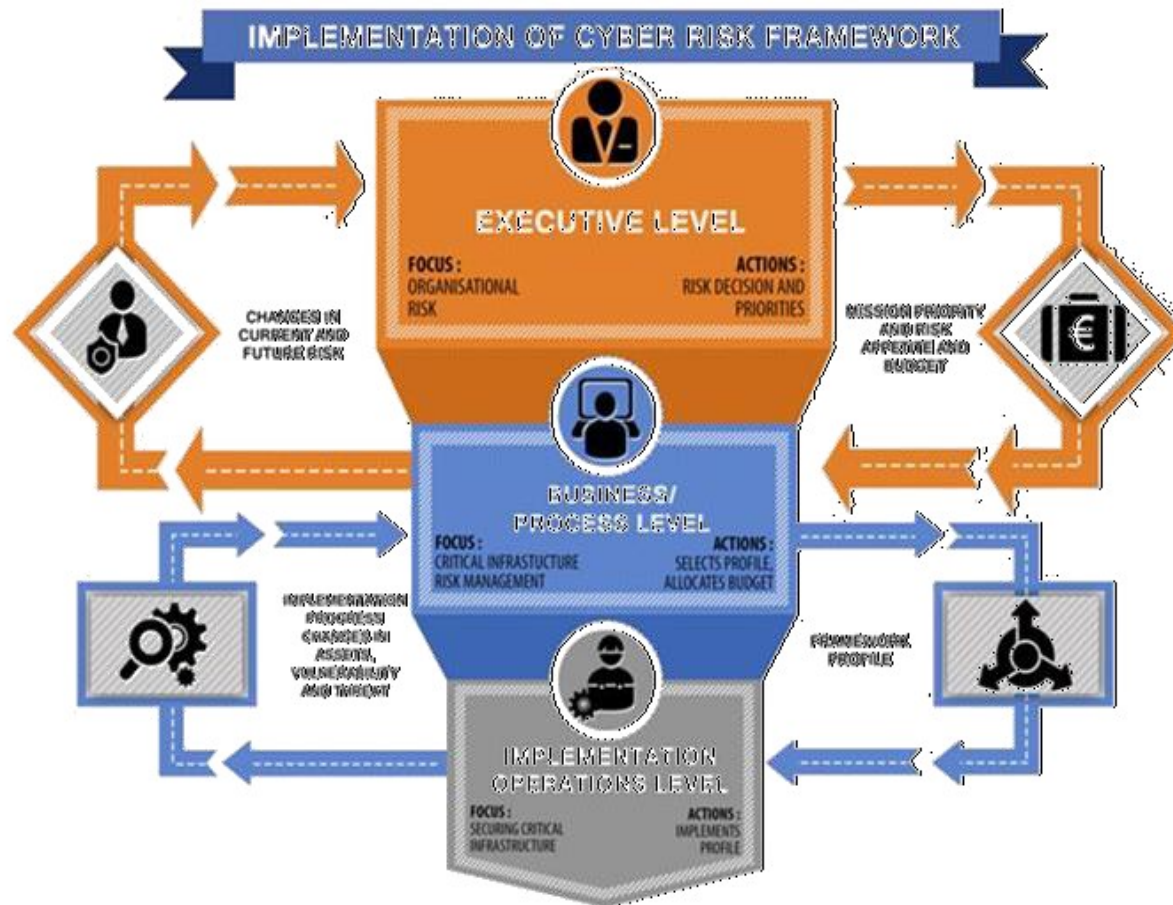 IMPLEMENTATION OF CYBER RISK FRAMEWORK
EXECUTIVE LEVEL
FOCUS :
ORGANISATIONAL
RISK
ACTIONS :
RISK DECISION AND
PRIORITIES
CHANGES IN
CURRENT AND
FUTURE RISK
MISSION PRIORITY
AND RISK
APPETITE AND
BUDGET
€
BUSINESS/
PROCESS LEVEL
FOCUS :
CRITICAL INFRASTUCTURE
RISK MANAGEMENT
ACTIONS :
SELECTS PROFILE,
ALLOCATES BUDGET
IMPLEMENTATION
PROGRESS
CHANGES IN
ASSETS,
VULNERABILITY
AND THREAT
FRAMEWORK
PROFILE
IMPLEMENTATION
OPERATIONS LEVEL
FOCUS :
SECURING CRITICAL
INFRASTRUCTURE
ACTIONS :
IMPLEMENTS
PROFILE